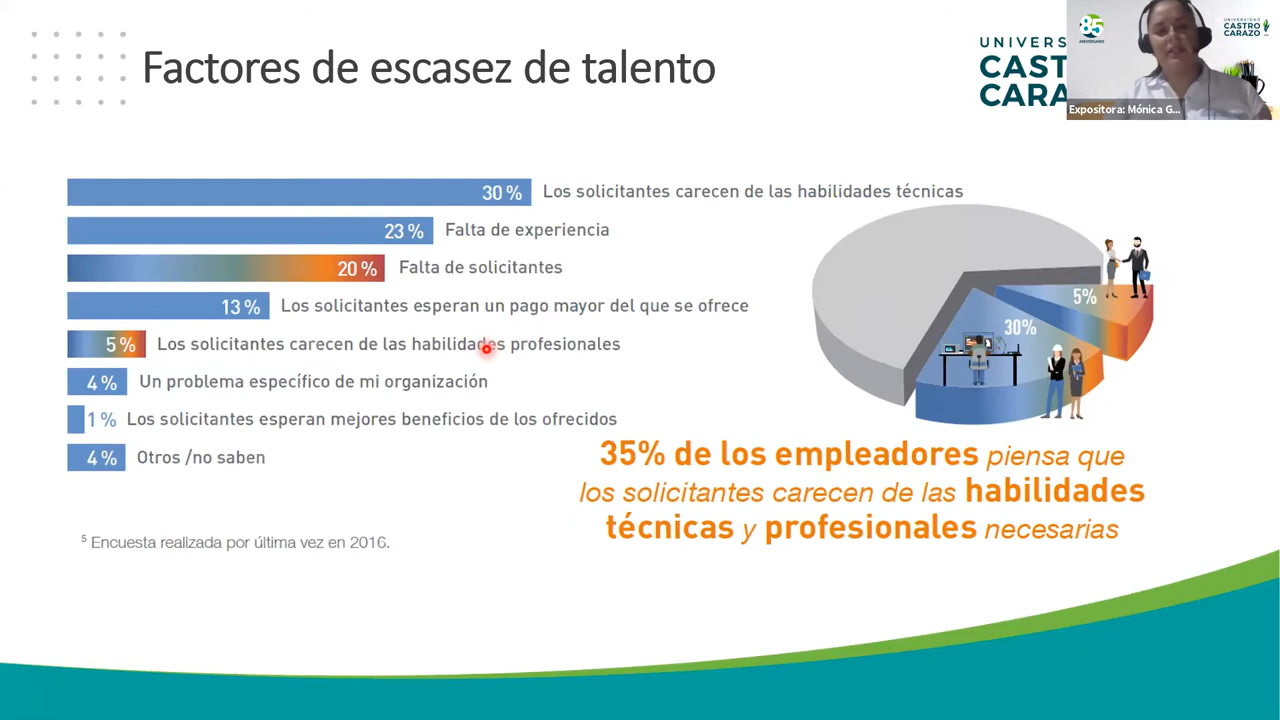 Factores de escasez de talento
UNIVERS
CAST
CARA
85
ANIVERSARIO
UNIVERSIDAD
CASTRO
CARAZO
Expositora: Mónica G...
30 % Los solicitantes carecen de las habilidades técnicas
23 % Falta de experiencia
20 % Falta de solicitantes
13 % Los solicitantes esperan un pago mayor del que se ofrece
5 % Los solicitantes carecen de las habilidades profesionales
4 % Un problema específico de mi organización
1 % Los solicitantes esperan mejores beneficios de los ofrecidos
4 % Otros /no saben
5%
30%
35% de los empleadores piensa que
los solicitantes carecen de las habilidades
técnicas y profesionales necesarias
5 Encuesta realizada por última vez en 2016.